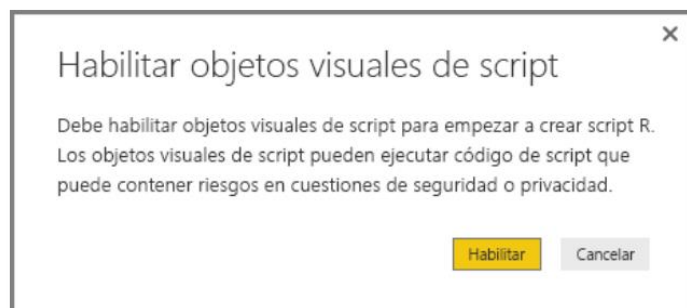 Habilitar objetos visuales de script
Debe habilitar objetos visuales de script para empezar a crear script R.
Los objetos visuales de script pueden ejecutar código de script que
puede contener riesgos en cuestiones de seguridad o privacidad.
Habilitar Cancelar